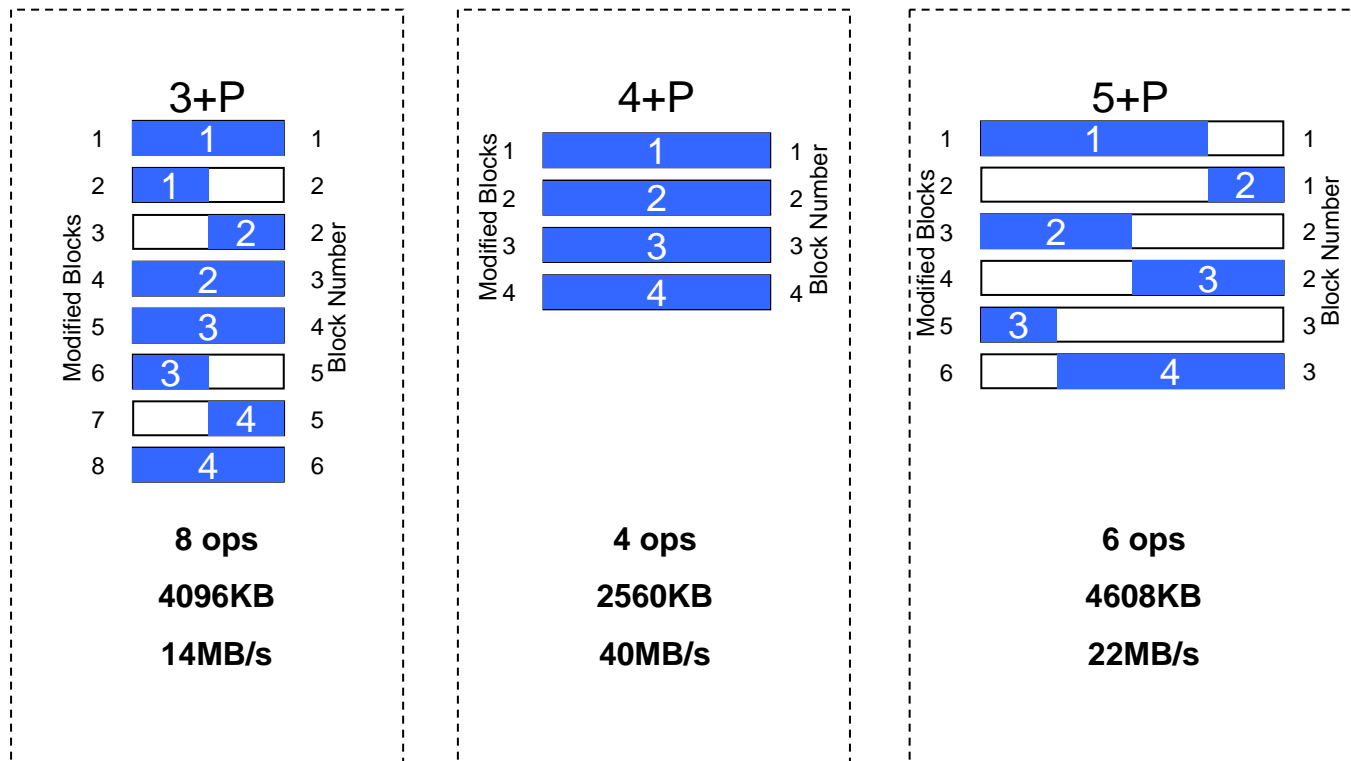 3+P
Modified Blocks
Block Number
1 1 1
2 1 2
3 2 2
4 2 3
5 3 4
6 3 5
7 4 5
8 4 6
8 ops
4096KB
14MB/s
4+P
Modified Blocks
Block Number
1 1 1
2 2 2
3 3 3
4 4 4
4 ops
2560KB
40MB/s
5+P
Modified Blocks
Block Number
1 1 1
2 2 1
3 2 2
4 3 2
5 3 3
6 4 3
6 ops
4608KB
22MB/s